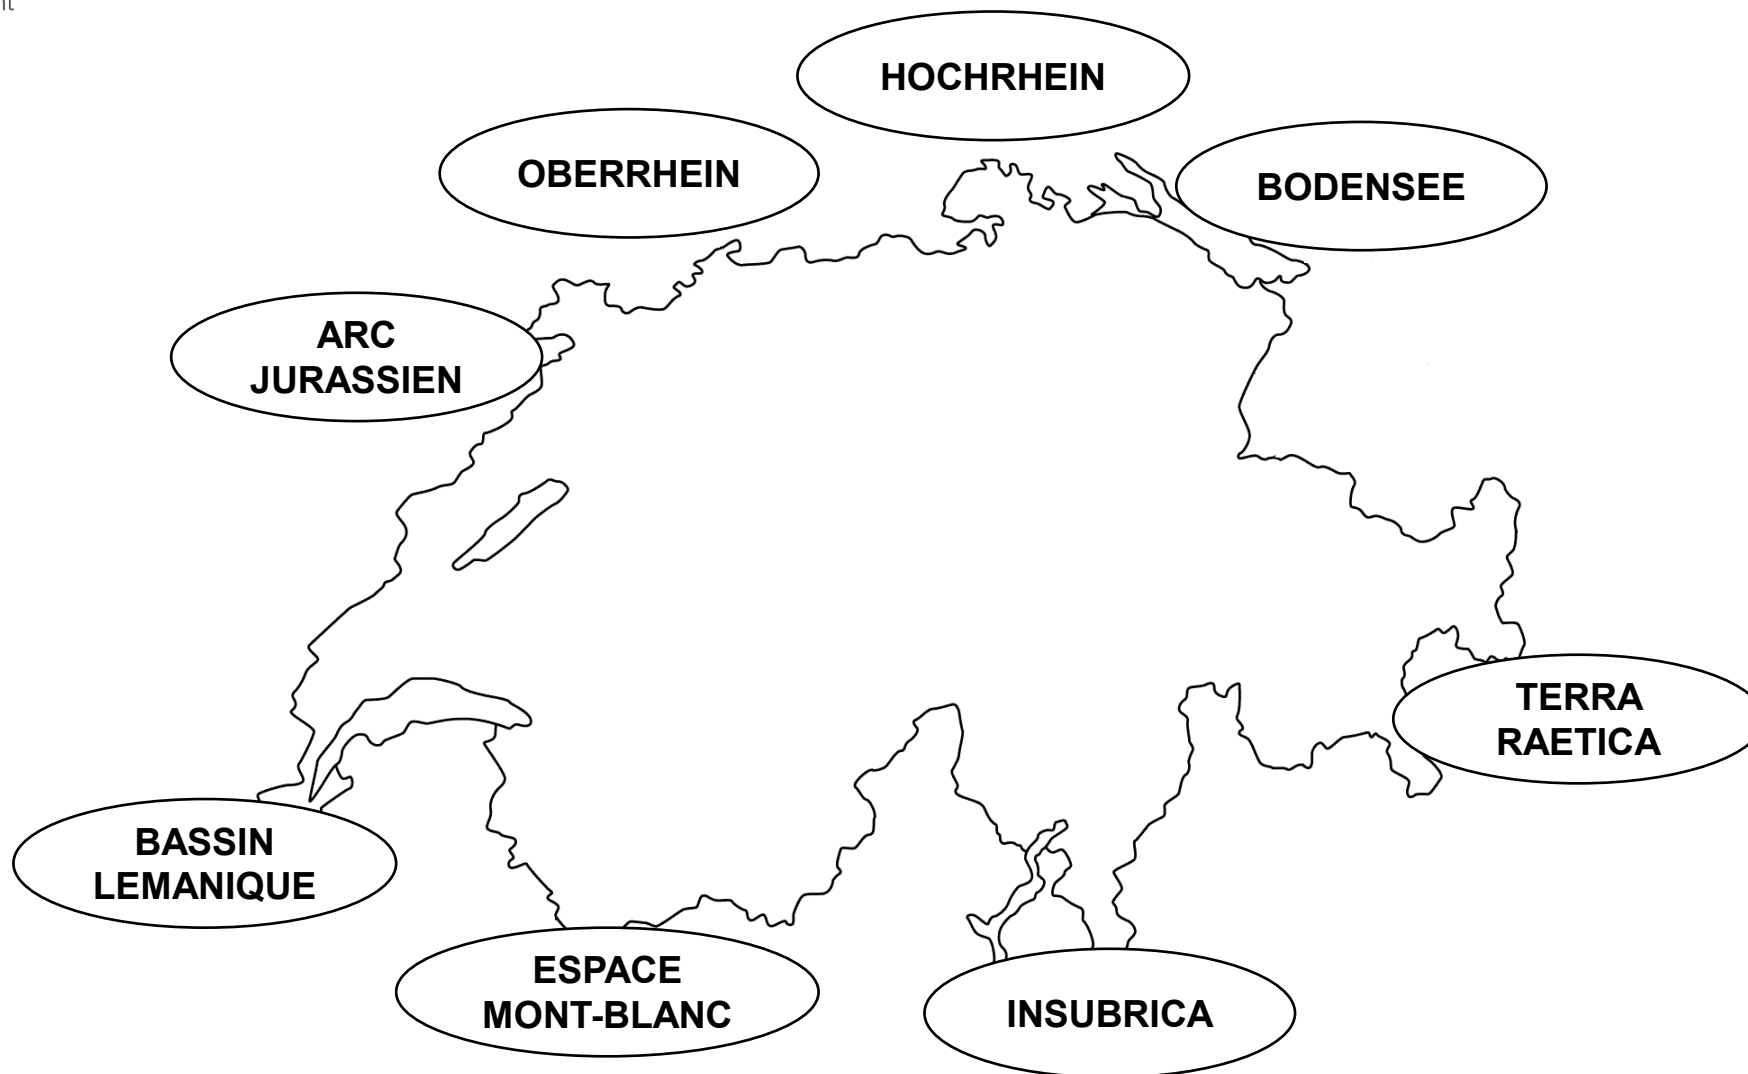 HOCHRHEIN
OBERRHEIN
BODENSEE
ARC
JURASSIEN
TERRA
RAETICA
BASSIN
LEMANIQUE
ESPACE
MONT-BLANC
INSUBRICA